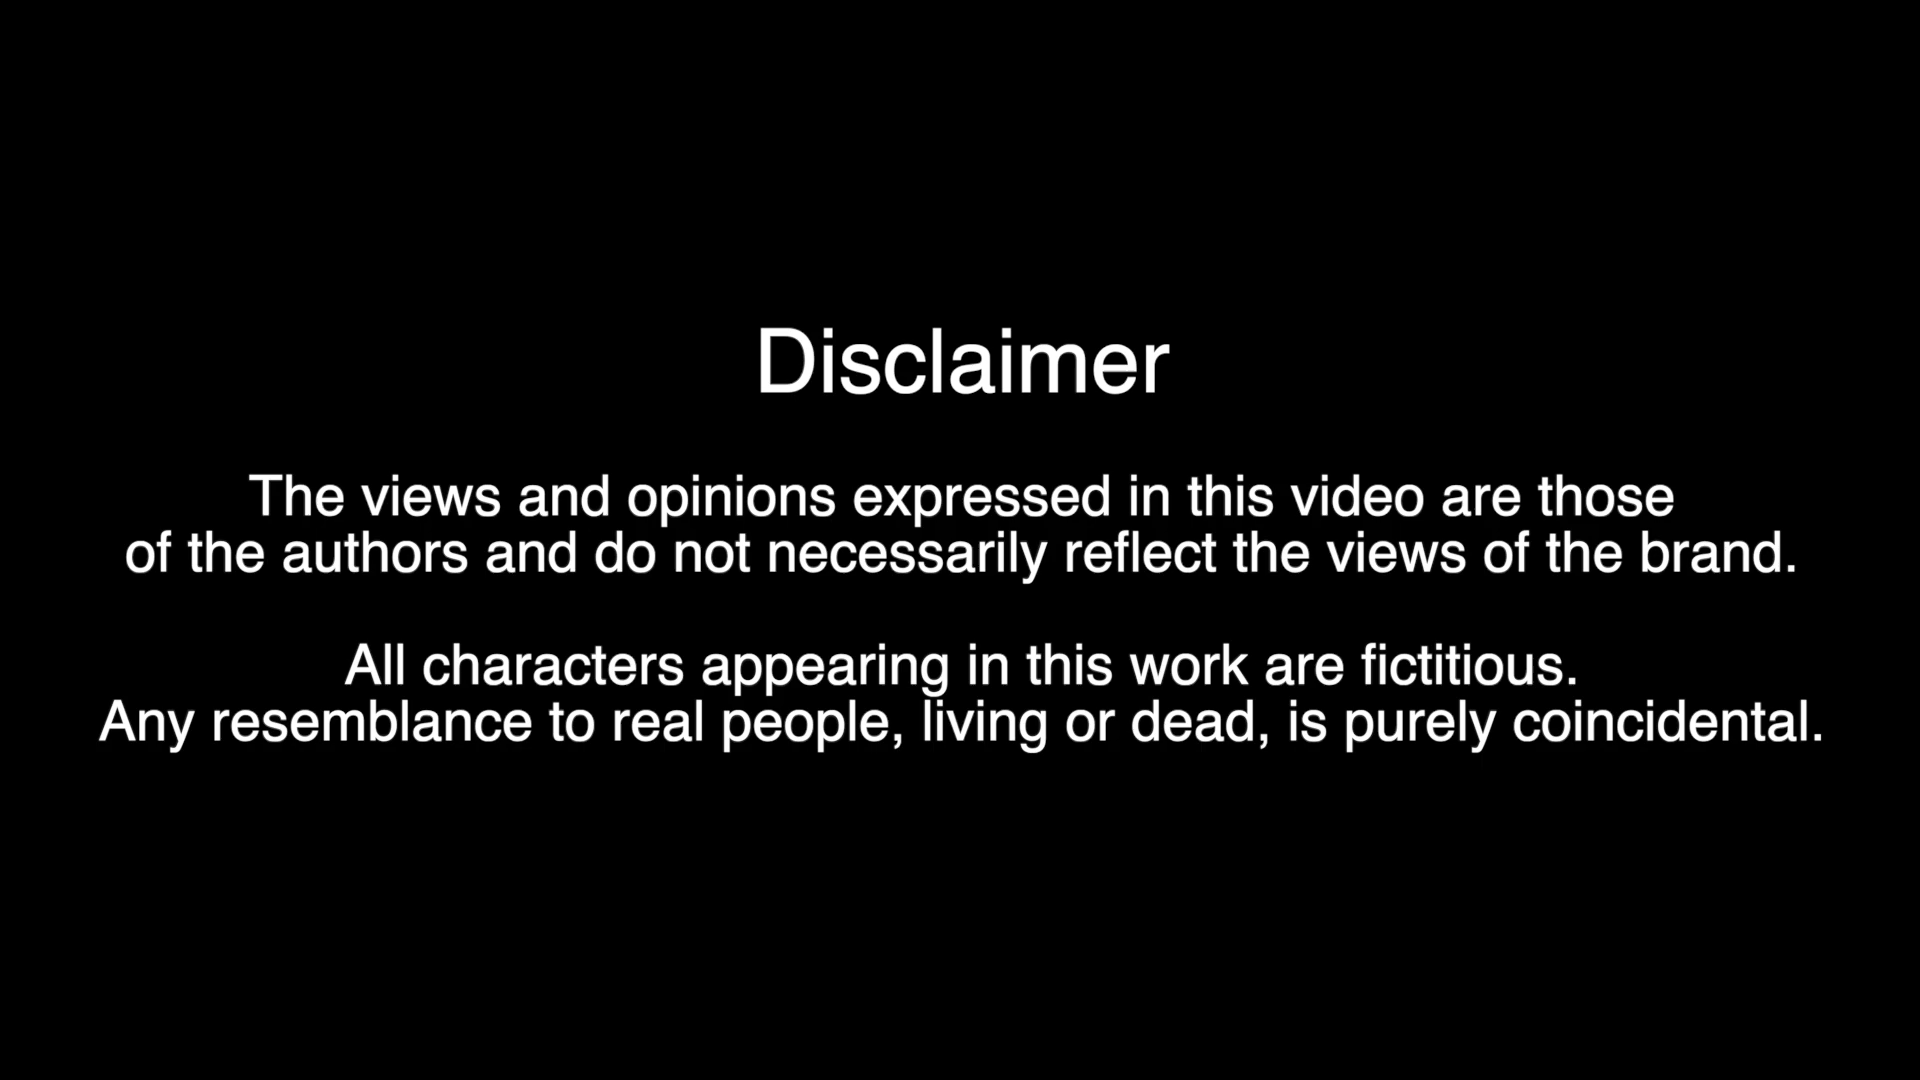 Disclaimer
The views and opinions expressed in this video are those
of the authors and do not necessarily reflect the views of the brand.
All characters appearing in this work are fictitious.
Any resemblance to real people, living or dead, is purely coincidental.